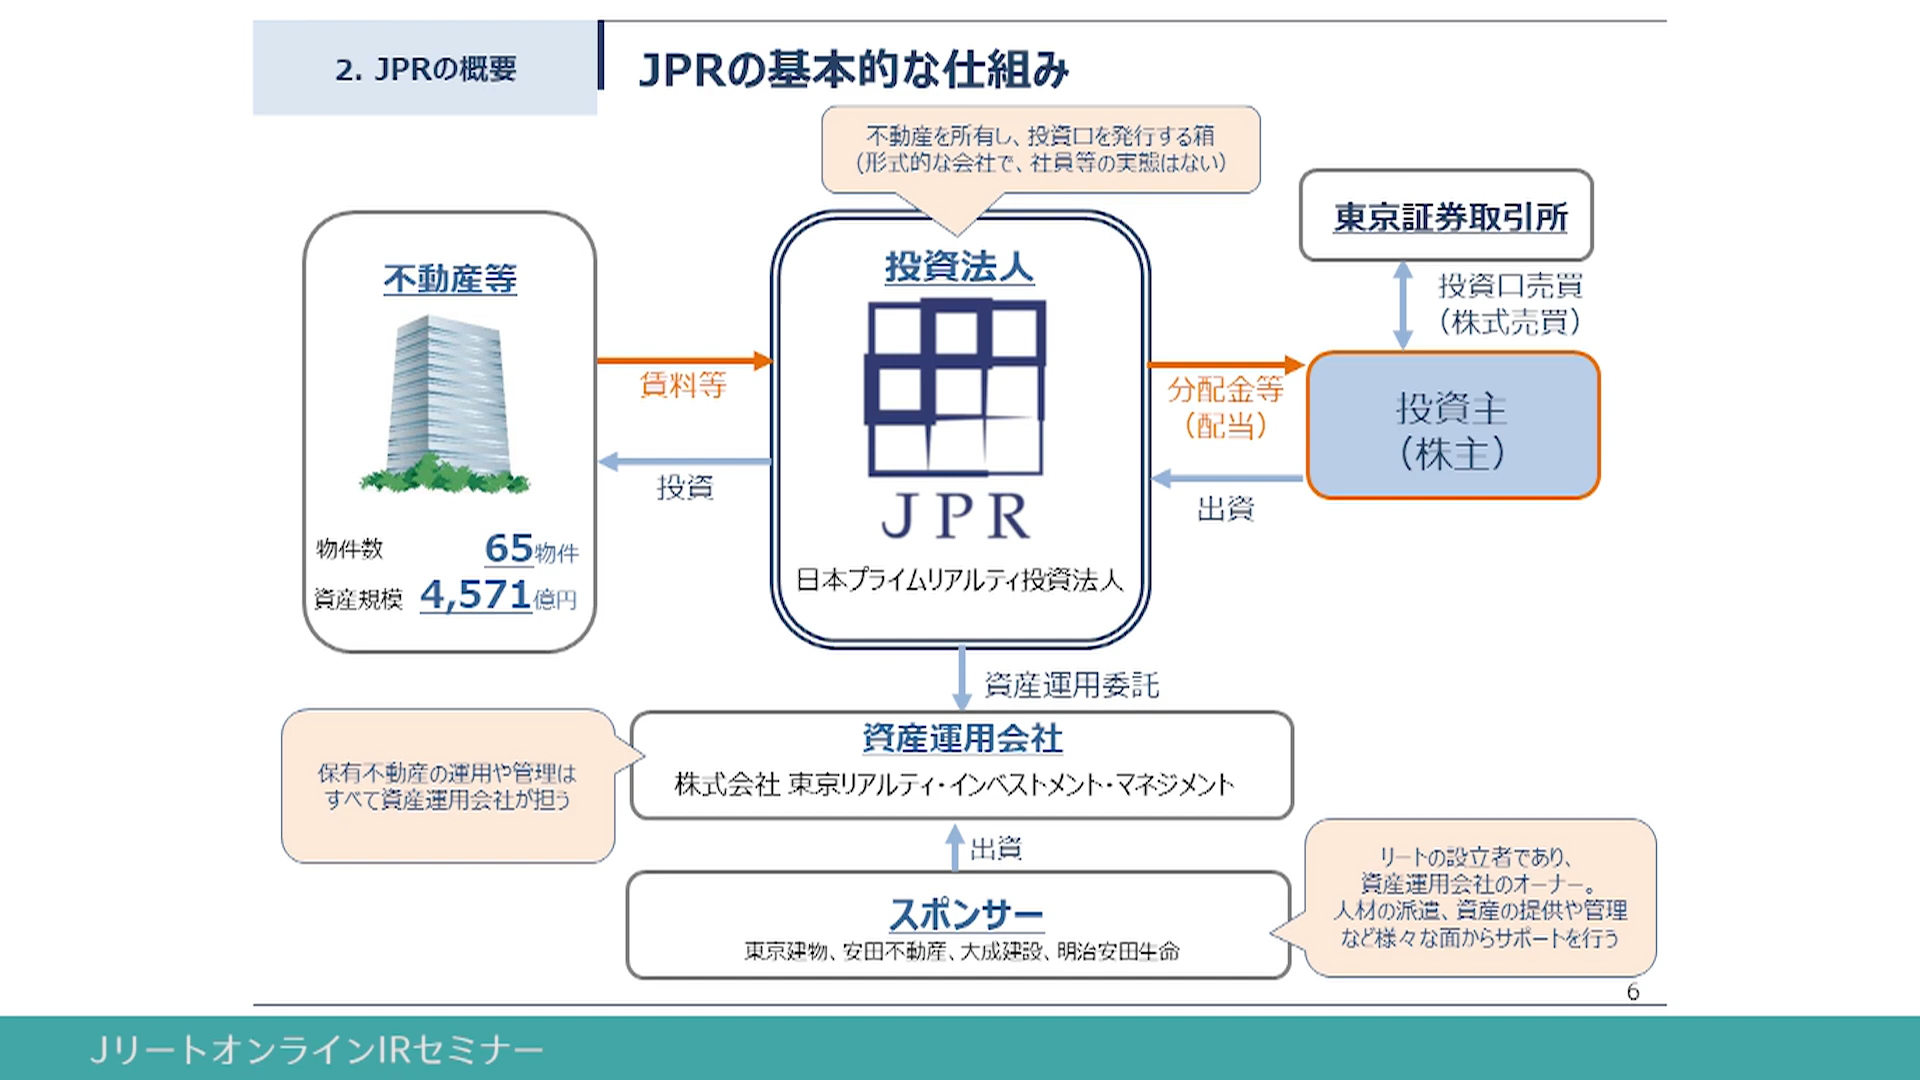 2. JPRの概要
JPRの基本的な仕組み
不動産を所有し、投資口を発行する箱
(形式的な会社で、社員等の実態はない)
東京証券取引所
投資口売買
(株式売買)
不動産等
物件数 65物件
資産規模 4,571億円
賃料等
投資
投資法人
JPR
日本プライムリアルティ投資法人
分配金等
(配当)
出資
投資主
(株主)
資産運用委託
資産運用会社
株式会社 東京リアルティ・インベストメント・マネジメント
保有不動産の運用や管理は
すべて資産運用会社が担う
出資
スポンサー
東京建物、安田不動産、大成建設、明治安田生命
リートの設立者であり、
資産運用会社のオーナー。
人材の派遣、資産の提供や管理
など様々な面からサポートを行う
6
JリートオンラインIRセミナー